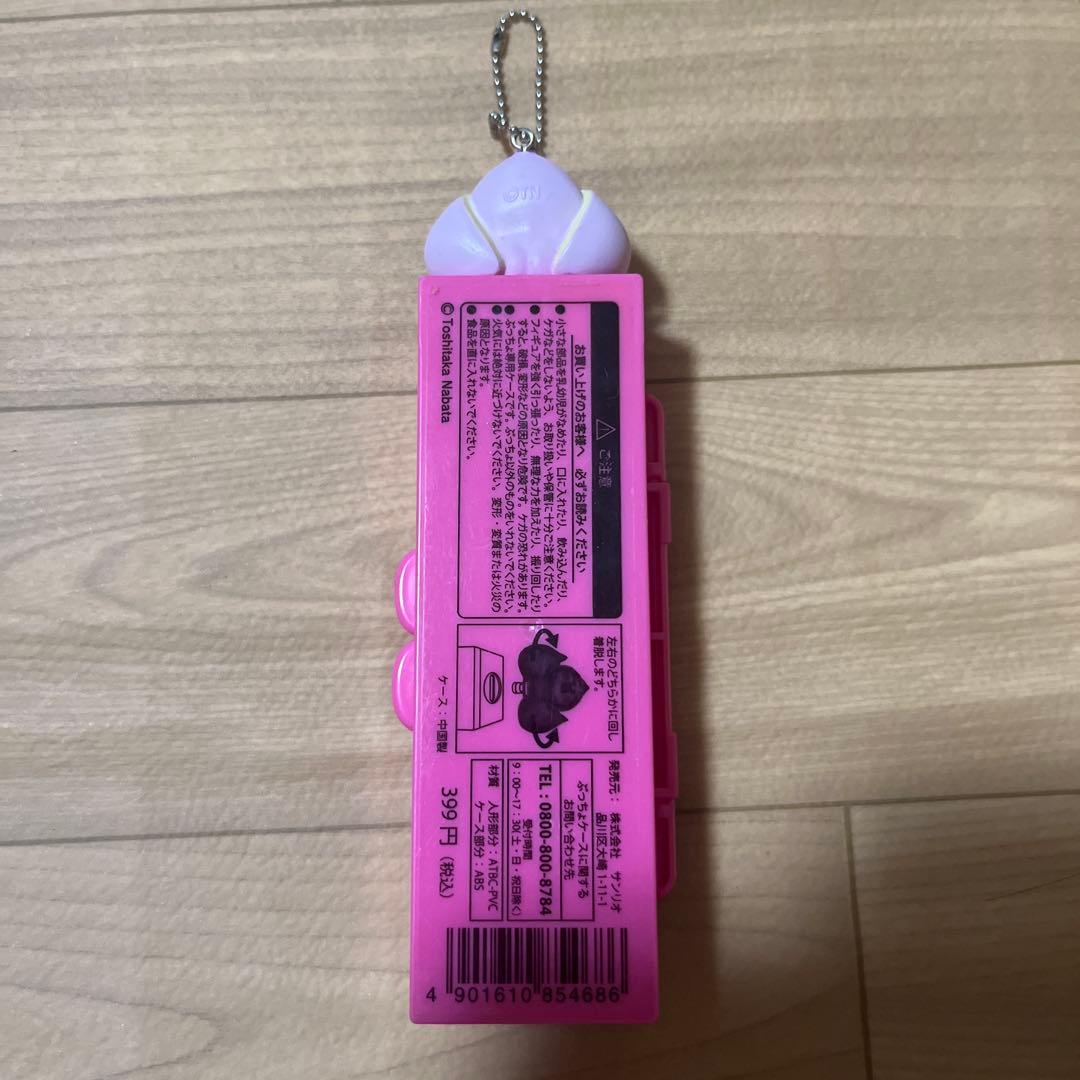 ©TN
⚠ ご注意
お買い上げのお客様へ 必ずお読みください
●小さな部品を乳幼児がなめたり、口に入れたり、飲み込んだり、
ケガなどをしないよう、お取り扱いや保管に十分ご注意ください。
●フィギュアを強く引っ張ったり、無理な力を加えたり、振り回したり
すると、破損、変形などの原因となり危険です。ケガの恐れがあります。
●ぷっちょ専用ケースです。ぷっちょ以外のものをいれないでください。
●火気には絶対に近づけないでください。変形・変質または火災の
原因となります。
●食品を直に入れないでください。
© Toshitaka Nabata
左右のどちらかに回し
着脱します。
ケース：中国製
発売元： 株式会社 サンリオ
品川区大崎 1-11-1
ぷっちょケースに関する
お問い合わせ先
TEL：0800-800-8784
受付時間
9：00～17：30(土・日・祝日除く)
材質 人形部分：ATBC-PVC
ケース部分：ABS
399円（税込）
4 901610 854686